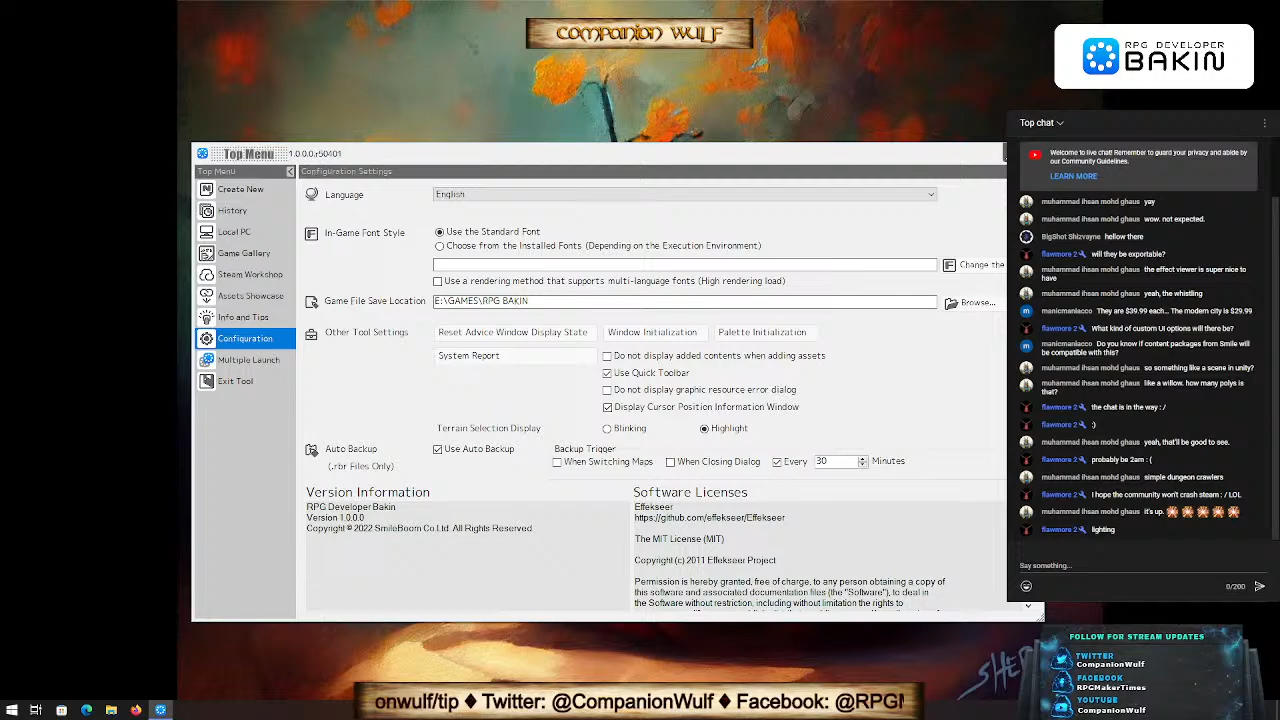 COMPANION WULF
RPG DEVELOPER
BAKIN
Top Menu
1.0.0.0.r50401
Top Menu
Create New
History
Local PC
Game Gallery
Steam Workshop
Assets Showcase
Info and Tips
Configuration
Multiple Launch
Exit Tool
Configuration Settings
Language
English
In-Game Font Style
Use the Standard Font
Choose from the Installed Fonts (Depending on the Execution Environment)
Change the
Use a rendering method that supports multi-language fonts (High rendering load)
Game File Save Location
E:\GAMES\RPG BAKIN
Browse...
Other Tool Settings
Reset Advice Window Display State
Window Initialization
Palette Initialization
System Report
Do not display added contents when adding assets
Use Quick Toolbar
Do not display graphic resource error dialog
Display Cursor Position Information Window
Terrain Selection Display
Blinking
Highlight
Auto Backup
(.rbr Files Only)
Use Auto Backup
Backup Trigger
When Switching Maps
When Closing Dialog
Every
30
Minutes
Version Information
RPG Developer Bakin
Version 1.0.0.0
Copyright © 2022 SmileBoom Co.Ltd. All Rights Reserved.
Software Licenses
Effekseer
https://github.com/effekseer/Effekseer
The MIT License (MIT)
Copyright (c) 2011 Effekseer Project
Permission is hereby granted, free of charge, to any person obtaining a copy of
this software and associated documentation files (the "Software"), to deal in
the Software without restriction, including without limitation the rights to
Top chat
Welcome to live chat! Remember to guard your privacy and abide by
our Community Guidelines.
LEARN MORE
muhammad ihsan mohd ghaus yay
muhammad ihsan mohd ghaus wow. not expected.
BigShot Shizvayne hellow there
flawmore 2 will they be exportable?
muhammad ihsan mohd ghaus the effect viewer is super nice to
have
muhammad ihsan mohd ghaus yeah, the whistling
manicmaniacco They are $39.99 each... The modern city is $29.99
flawmore 2 What kind of custom UI options will there be?
manicmaniacco Do you know if content packages from Smile will
be compatible with this?
muhammad ihsan mohd ghaus so something like a scene in unity?
muhammad ihsan mohd ghaus like a willow. how many polys is
that?
flawmore 2 the chat is in the way :/
flawmore 2 :)
muhammad ihsan mohd ghaus yeah, that'll be good to see.
flawmore 2 probably be 2am : (
muhammad ihsan mohd ghaus simple dungeon crawlers
flawmore 2 I hope the community won't crash steam : / LOL
muhammad ihsan mohd ghaus it's up.
flawmore 2 lighting
Say something...
0/200
FOLLOW FOR STREAM UPDATES
TWITTER
CompanionWulf
FACEBOOK
RPGMakerTimes
YOUTUBE
CompanionWulf
onwulf/tip ♦ Twitter: @CompanionWulf ♦ Facebook: @RPGM